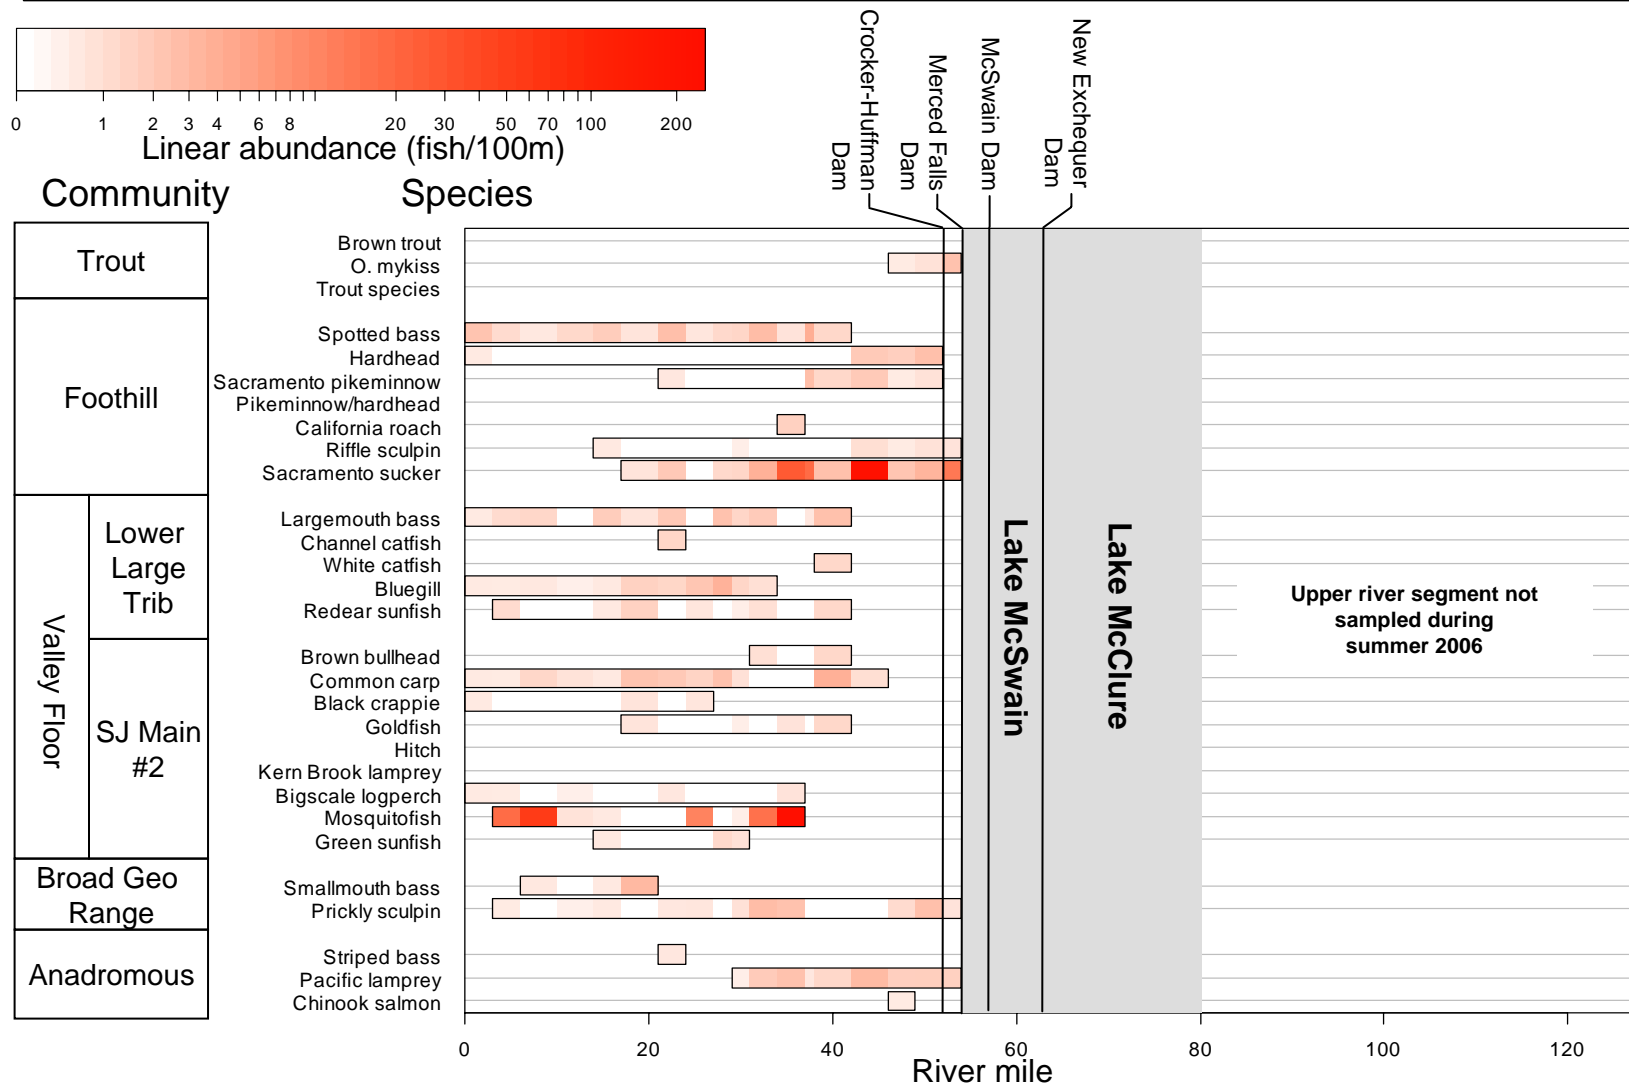 0 1 2 3 4 6 8 20 30 50 70 100 200
Linear abundance (fish/100m)
Crocker-Huffman
Dam
Merced Falls
Dam
McSwain Dam
New Exchequer
Dam
Community
Species
Trout
Brown trout
O. mykiss
Trout species
Foothill
Spotted bass
Hardhead
Sacramento pikeminnow
Pikeminnow/hardhead
California roach
Riffle sculpin
Sacramento sucker
Valley Floor
Lower
Large
Trib
Largemouth bass
Channel catfish
White catfish
Bluegill
Redear sunfish
SJ Main
#2
Brown bullhead
Common carp
Black crappie
Goldfish
Hitch
Kern Brook lamprey
Bigscale logperch
Mosquitofish
Green sunfish
Broad Geo
Range
Smallmouth bass
Prickly sculpin
Anadromous
Striped bass
Pacific lamprey
Chinook salmon
Lake McSwain
Lake McClure
Upper river segment not
sampled during
summer 2006
0 20 40 60 80 100 120
River mile